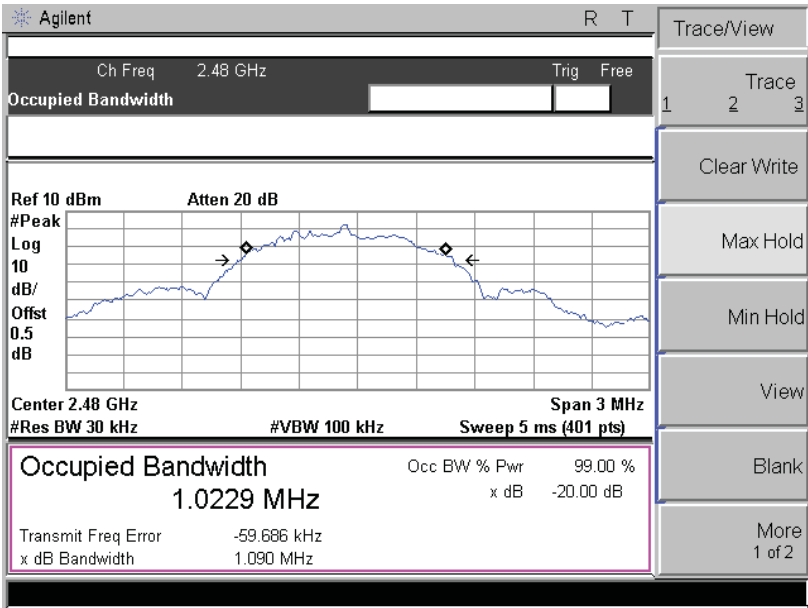 Agilent R T
Trace/View
Ch Freq 2.48 GHz Trig Free
Occupied Bandwidth
Trace
1 2 3
Clear Write
Max Hold
Min Hold
View
Blank
More
1 of 2
Ref 10 dBm Atten 20 dB
#Peak
Log
10
dB/
Offst
0.5
dB
Center 2.48 GHz Span 3 MHz
#Res BW 30 kHz #VBW 100 kHz Sweep 5 ms (401 pts)
Occupied Bandwidth
1.0229 MHz
Occ BW % Pwr 99.00 %
x dB -20.00 dB
Transmit Freq Error -59.686 kHz
x dB Bandwidth 1.090 MHz